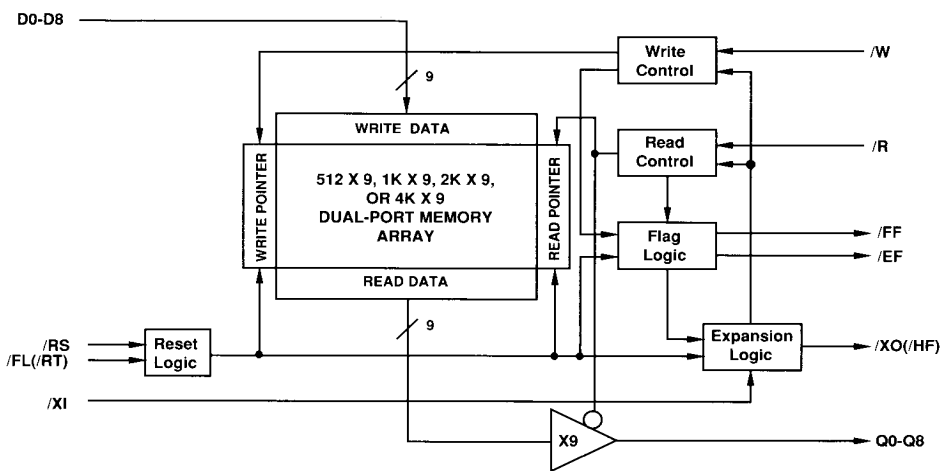 D0-D8
9
Write
Control
/W
WRITE DATA
Read
Control
/R
WRITE POINTER
512 X 9, 1K X 9, 2K X 9,
OR 4K X 9
DUAL-PORT MEMORY
ARRAY
READ POINTER
Flag
Logic
/FF
/EF
READ DATA
9
/RS
/FL(/RT)
Reset
Logic
Expansion
Logic
/XO(/HF)
/XI
X9
Q0-Q8